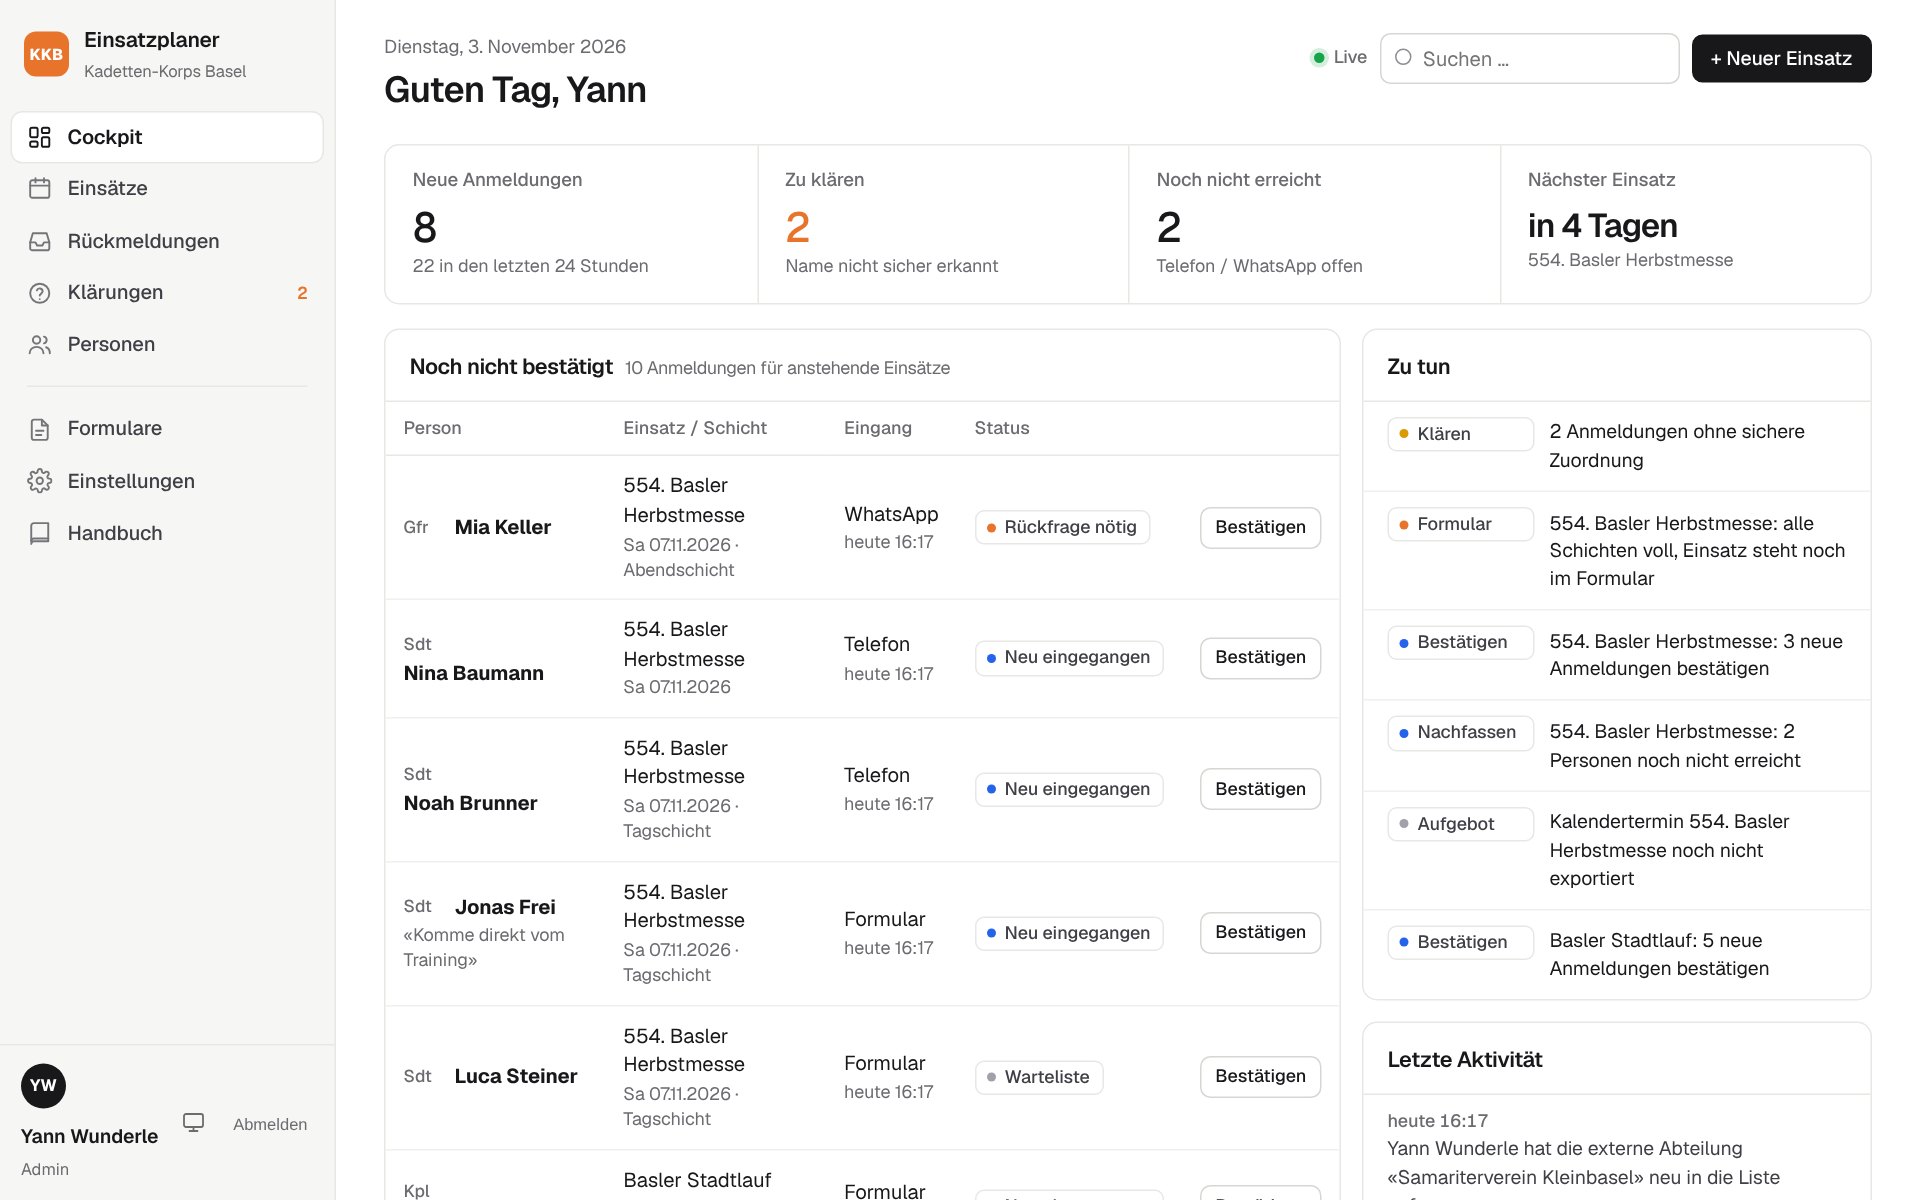 KKB
Einsatzplaner
Kadetten-Korps Basel
Cockpit
Einsätze
Rückmeldungen
Klärungen 2
Personen
Formulare
Einstellungen
Handbuch
YW
Yann Wunderle
Admin
Abmelden
Dienstag, 3. November 2026
Guten Tag, Yann
Live
Suchen ...
+ Neuer Einsatz
Neue Anmeldungen
8
22 in den letzten 24 Stunden
Zu klären
2
Name nicht sicher erkannt
Noch nicht erreicht
2
Telefon / WhatsApp offen
Nächster Einsatz
in 4 Tagen
554. Basler Herbstmesse
Noch nicht bestätigt 10 Anmeldungen für anstehende Einsätze
Person Einsatz / Schicht Eingang Status
Gfr Mia Keller
554. Basler
Herbstmesse
Sa 07.11.2026 ·
Abendschicht
WhatsApp
heute 16:17
Rückfrage nötig
Bestätigen
Sdt
Nina Baumann
554. Basler
Herbstmesse
Sa 07.11.2026
Telefon
heute 16:17
Neu eingegangen
Bestätigen
Sdt
Noah Brunner
554. Basler
Herbstmesse
Sa 07.11.2026 ·
Tagschicht
Telefon
heute 16:17
Neu eingegangen
Bestätigen
Sdt Jonas Frei
«Komme direkt vom
Training»
554. Basler
Herbstmesse
Sa 07.11.2026 ·
Tagschicht
Formular
heute 16:17
Neu eingegangen
Bestätigen
Sdt Luca Steiner
554. Basler
Herbstmesse
Sa 07.11.2026 ·
Tagschicht
Formular
heute 16:17
Warteliste
Bestätigen
Kpl
Basler Stadtlauf
Formular
Zu tun
Klären
2 Anmeldungen ohne sichere
Zuordnung
Formular
554. Basler Herbstmesse: alle
Schichten voll, Einsatz steht noch
im Formular
Bestätigen
554. Basler Herbstmesse: 3 neue
Anmeldungen bestätigen
Nachfassen
554. Basler Herbstmesse: 2
Personen noch nicht erreicht
Aufgebot
Kalendertermin 554. Basler
Herbstmesse noch nicht
exportiert
Bestätigen
Basler Stadtlauf: 5 neue
Anmeldungen bestätigen
Letzte Aktivität
heute 16:17
Yann Wunderle hat die externe Abteilung
«Samariterverein Kleinbasel» neu in die Liste